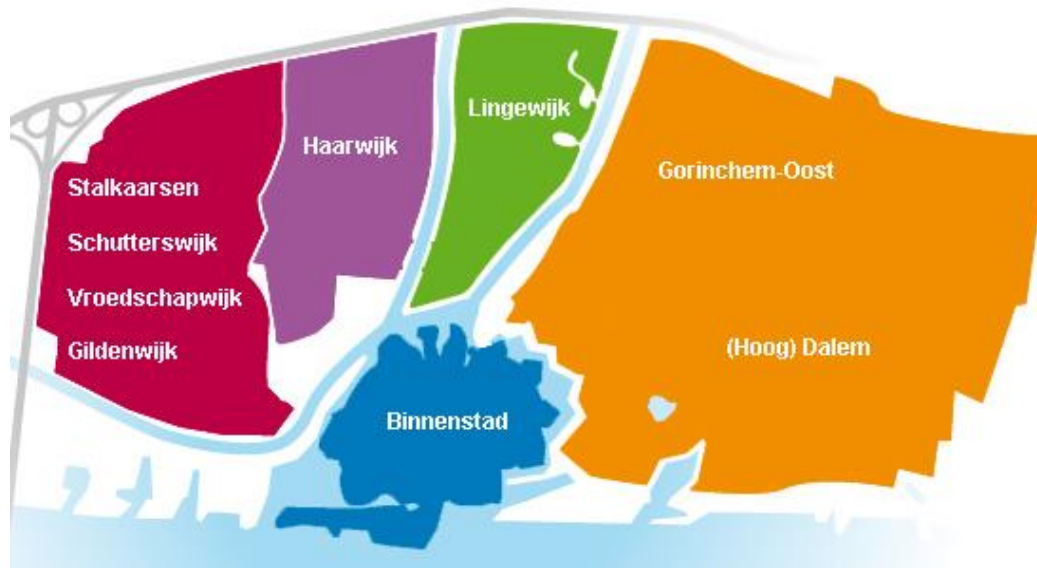 Lingewijk
Haarwijk
Gorinchem-Oost
Stalkaarsen
Schutterswijk
Vroedschapwijk
Gildenwijk
(Hoog) Dalem
Binnenstad